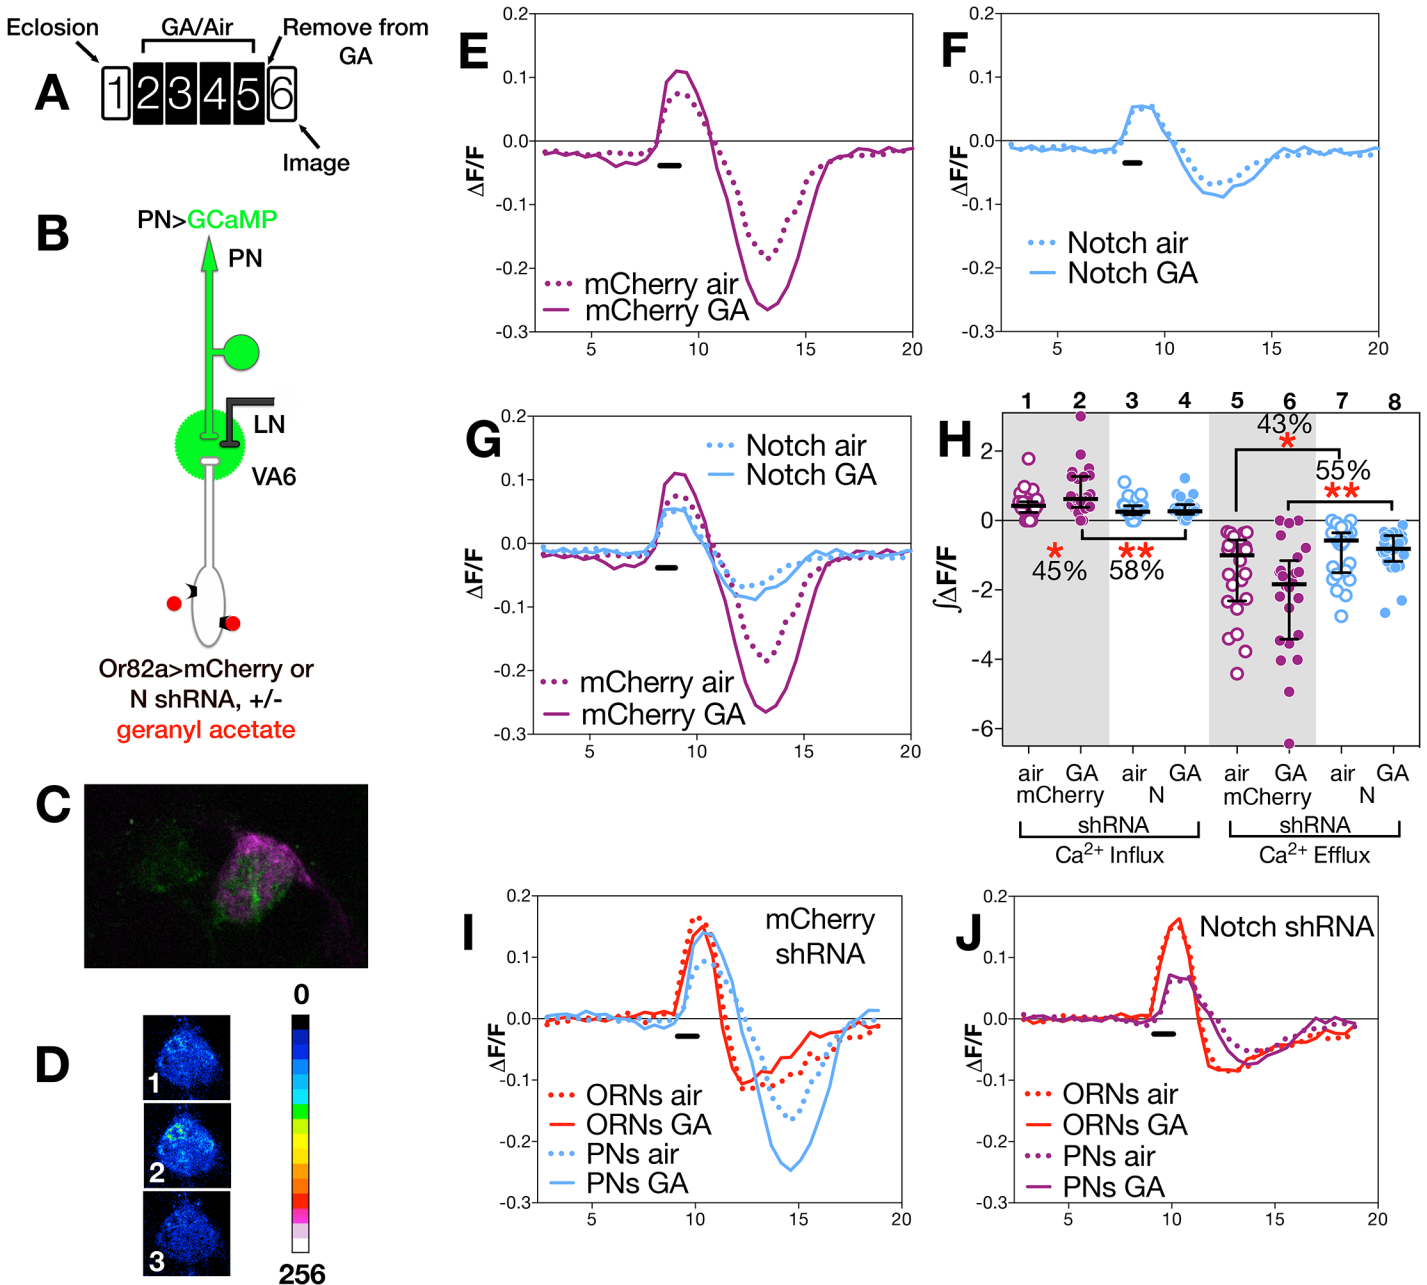 A
Eclosion
GA/Air
Remove from
GA
1 2 3 4 5 6
Image
B
PN>GCaMP
PN
LN
VA6
Or82a>mCherry or
N shRNA, +/-
geranyl acetate
C
D
1
2
3
0
256
E
0.2
0.1
0.0
-0.1
-0.2
-0.3
ΔF/F
mCherry air
mCherry GA
5 10 15 20
F
0.2
0.1
0.0
-0.1
-0.2
-0.3
ΔF/F
Notch air
Notch GA
5 10 15 20
G
0.2
0.1
0.0
-0.1
-0.2
-0.3
ΔF/F
Notch air
Notch GA
mCherry air
mCherry GA
5 10 15 20
H
1 2 3 4 5 6 7 8
2
0
-2
-4
-6
∫ΔF/F
43%
*
55%
**
* **
45% 58%
air GA air GA air GA air GA
mCherry N mCherry N
shRNA shRNA
Ca2+ Influx Ca2+ Efflux
I
0.2
0.1
0.0
-0.1
-0.2
-0.3
ΔF/F
mCherry
shRNA
ORNs air
ORNs GA
PNs air
PNs GA
5 10 15 20
J
0.2
0.1
0.0
-0.1
-0.2
-0.3
ΔF/F
Notch shRNA
ORNs air
ORNs GA
PNs air
PNs GA
5 10 15 20